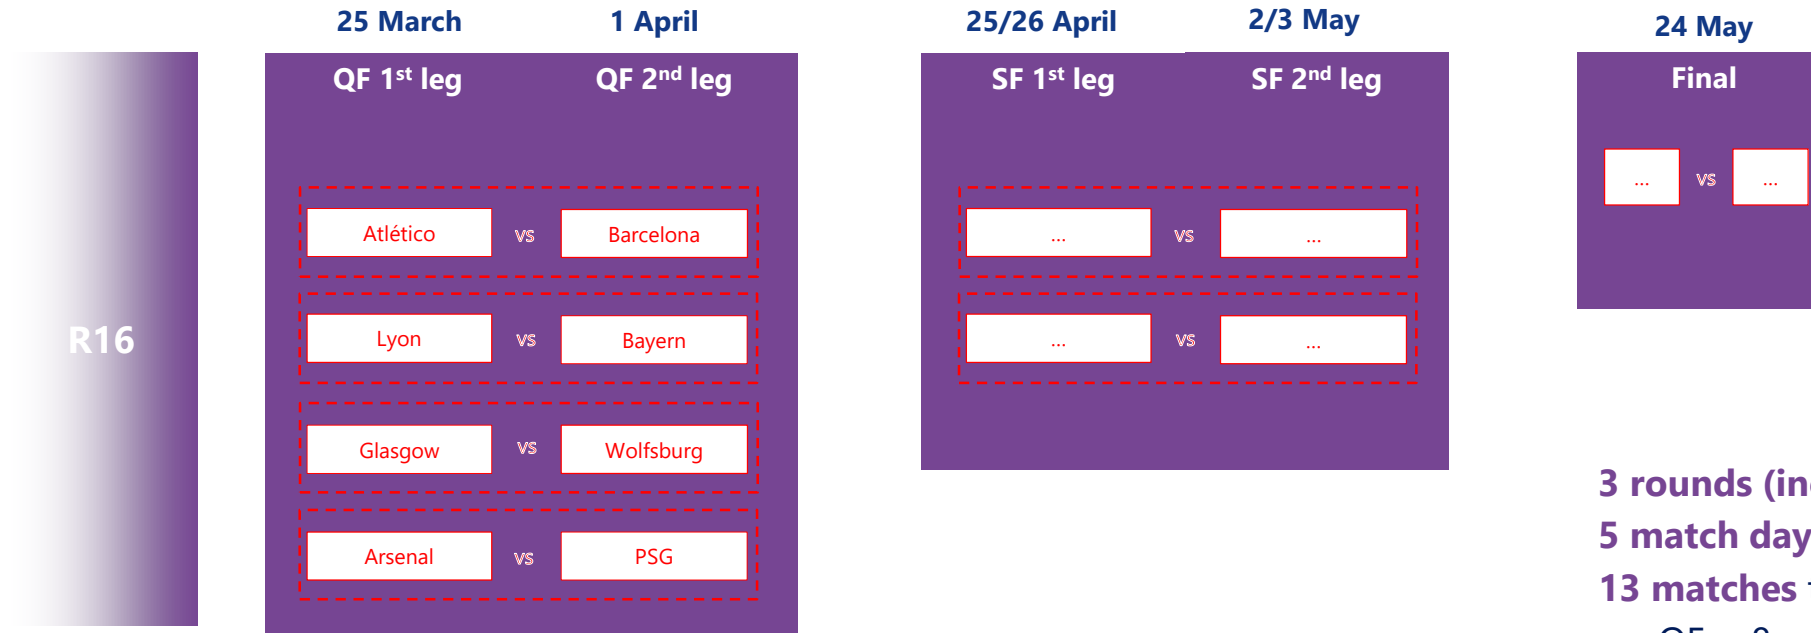 25 March 1 April 25/26 April 2/3 May 24 May
QF 1st leg QF 2nd leg SF 1st leg SF 2nd leg Final
... vs ...
Atlético vs Barcelona ... vs ...
R16 Lyon vs Bayern ... vs ...
Glasgow vs Wolfsburg
3 rounds
5 match day
Arsenal vs PSG
13 matches